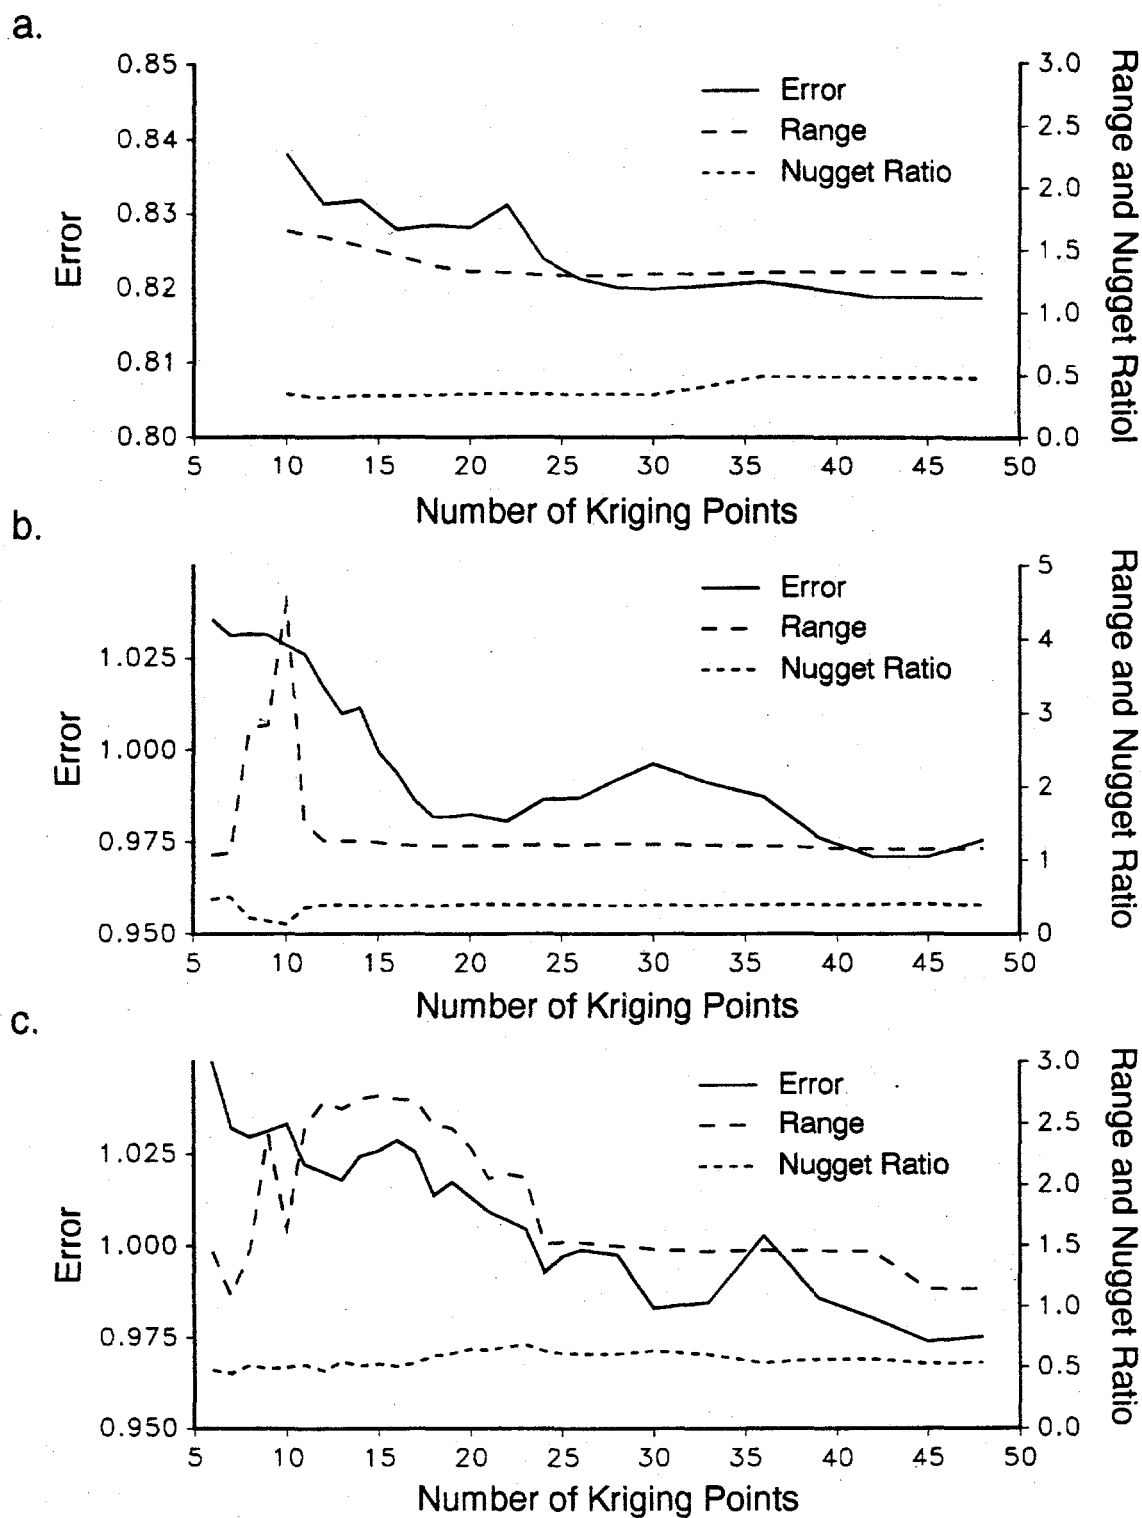 a.
0.85
0.84
0.83
0.82
0.81
0.80
Error
Error
Range
Nugget Ratio
3.0
2.5
2.0
1.5
1.0
0.5
0.0
Range and Nugget Ratiol
5 10 15 20 25 30 35 40 45 50
Number of Kriging Points
b.
1.025
1.000
0.975
0.950
Error
Error
Range
Nugget Ratio
5
4
3
2
1
0
Range and Nugget Ratio
5 10 15 20 25 30 35 40 45 50
Number of Kriging Points
c.
1.025
1.000
0.975
0.950
Error
Error
Range
Nugget Ratio
3.0
2.5
2.0
1.5
1.0
0.5
0.0
Range and Nugget Ratio
5 10 15 20 25 30 35 40 45 50
Number of Kriging Points